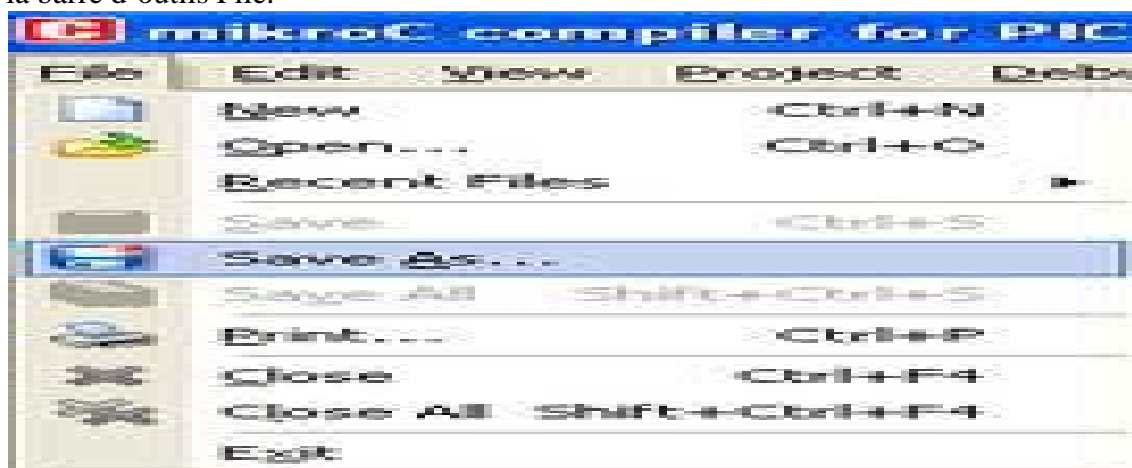 la barre d'outils File.
mikroC compiler for PIC
File Edit View Project Debu
New Ctrl+N
Open... Ctrl+O
Recent Files
Save Ctrl+S
Save As...
Save All Shift+Ctrl+S
Print... Ctrl+P
Close Ctrl+F4
Close All Shift+Ctrl+F4
Exit